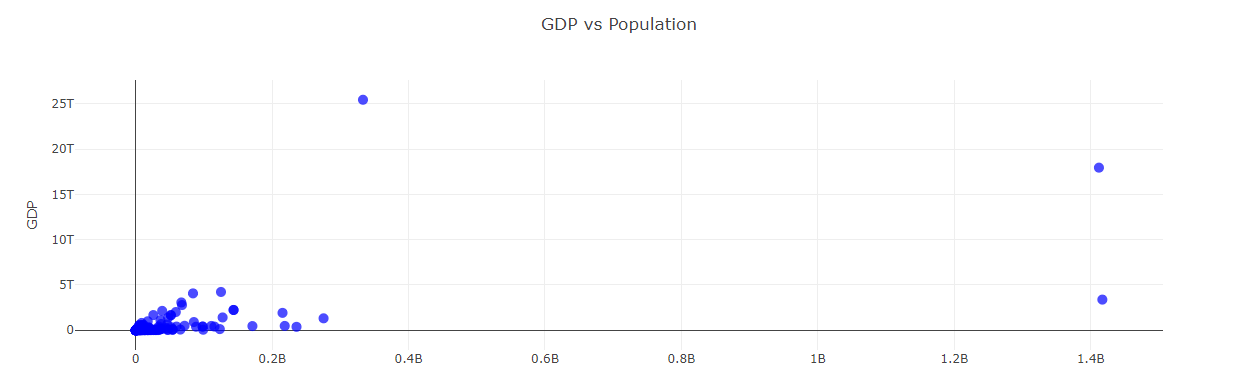 GDP vs Population
25T
20T
15T
10T
5T
0
GDP
0
0.2B
0.4B
0.6B
0.8B
1B
1.2B
1.4B